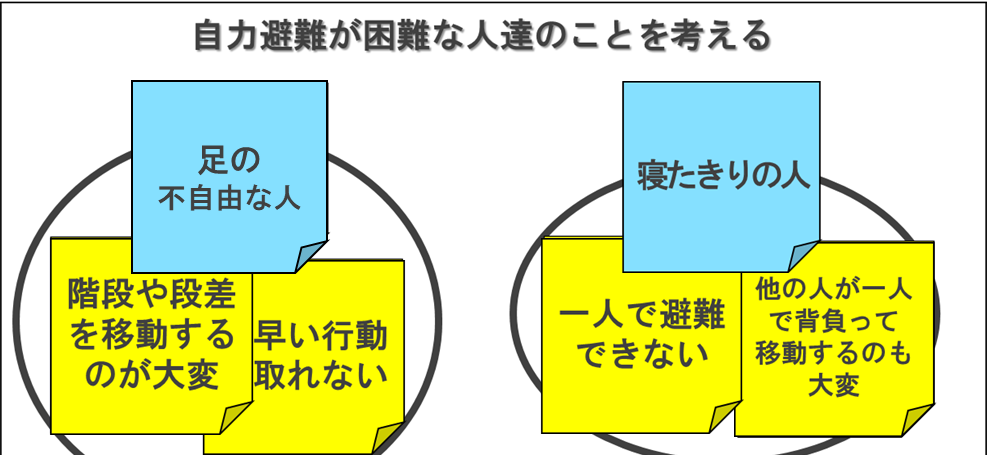 自力避難が困難な人達のことを考える
足の
不自由な人
階段や段差
を移動する
のが大変
早い行動
取れない
寝たきりの人
一人で避難
できない
他の人が一人
で背負って
移動するのも
大変